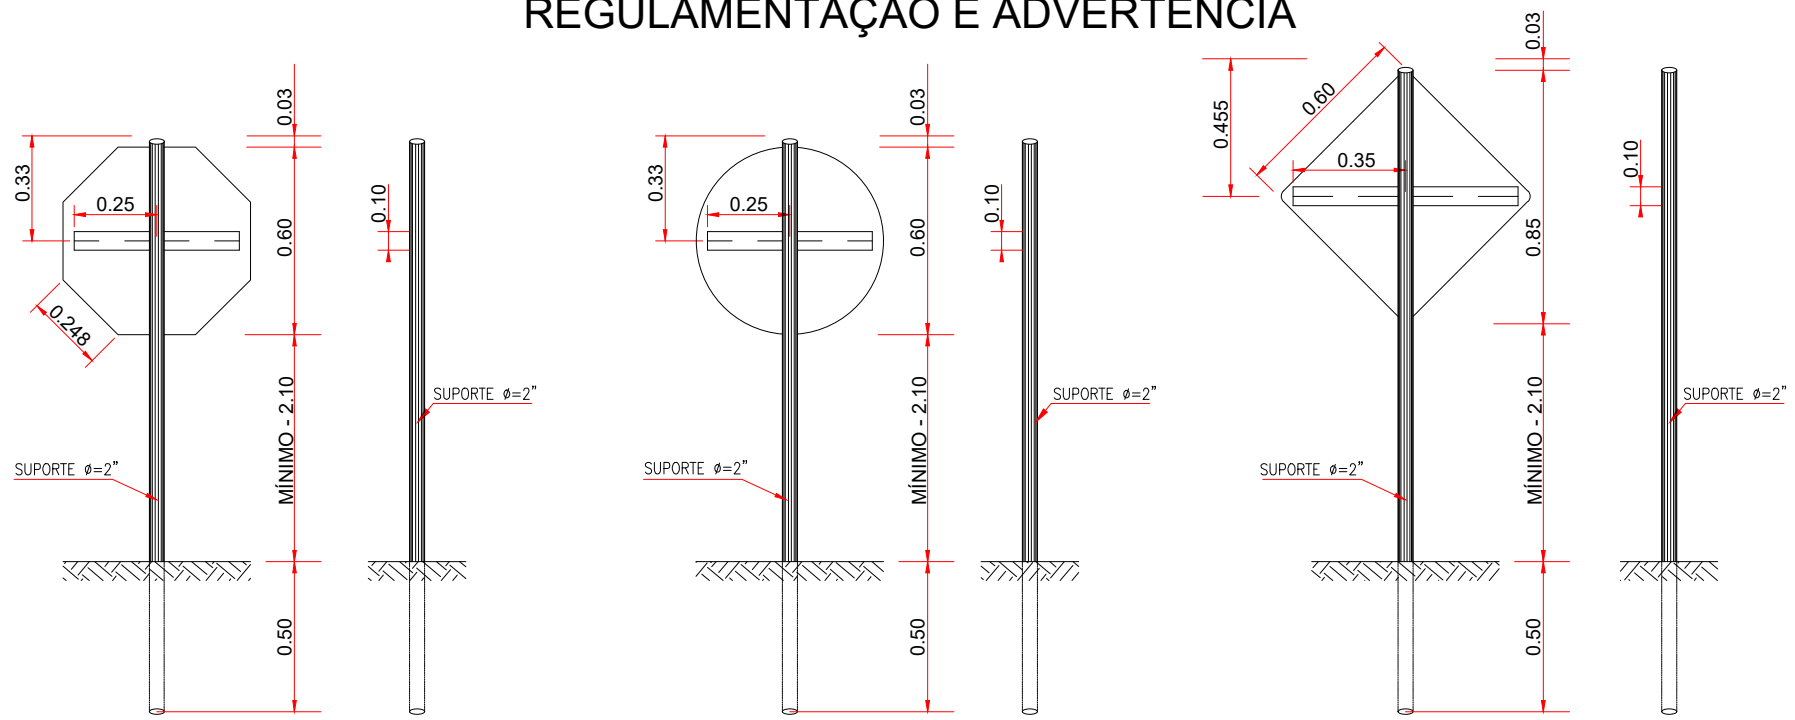 REGULAMENTAÇÃO E ADVERTÊNCIA
0.03
0.33
0.25
0.60
0.10
0.248
MÍNIMO - 2.10
SUPORTE ø=2”
SUPORTE ø=2”
0.50
0.03
0.33
0.25
0.60
0.10
MÍNIMO - 2.10
SUPORTE ø=2”
SUPORTE ø=2”
0.50
0.03
0.60
0.455
0.35
0.10
0.85
MÍNIMO - 2.10
SUPORTE ø=2”
SUPORTE ø=2”
0.50